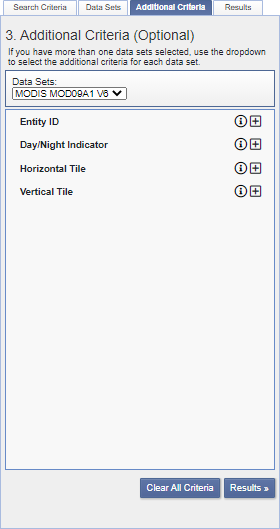 Search Criteria Data Sets Additional Criteria Results
3. Additional Criteria (Optional)
If you have more than one data sets selected, use the dropdown
to select the additional criteria for each data set.
Data Sets:
MODIS MOD09A1 V6
Entity ID
Day/Night Indicator
Horizontal Tile
Vertical Tile
Clear All Criteria Results »